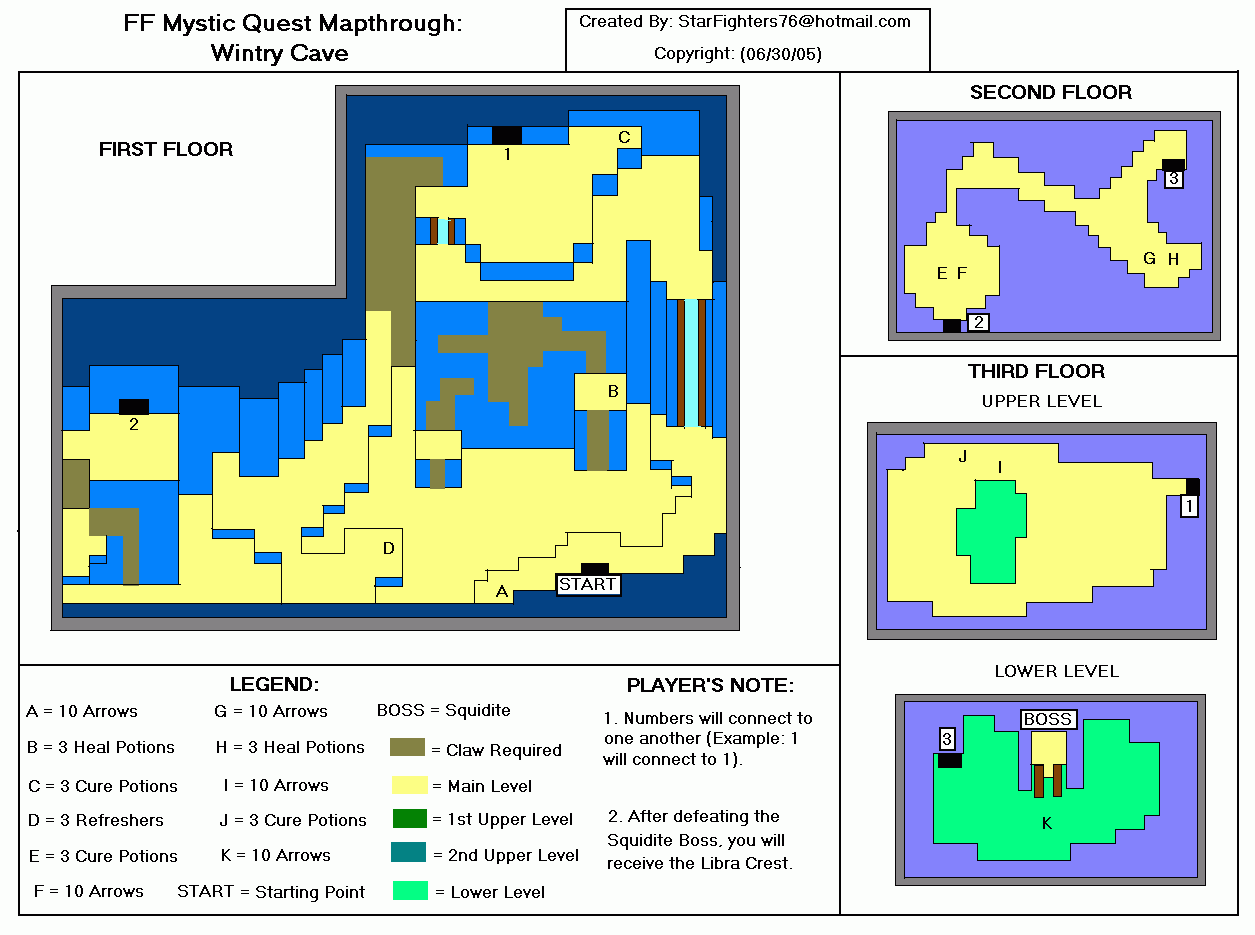 FF Mystic Quest Mapthrough:
Wintry Cave
Created By: StarFighters76@hotmail.com
Copyright: (06/30/05)
FIRST FLOOR
1
C
2
B
D
A
START
SECOND FLOOR
3
G H
E F
2
THIRD FLOOR
UPPER LEVEL
J
I
1
LOWER LEVEL
BOSS
3
K
LEGEND:
A = 10 Arrows
B = 3 Heal Potions
C = 3 Cure Potions
D = 3 Refreshers
E = 3 Cure Potions
F = 10 Arrows
G = 10 Arrows
H = 3 Heal Potions
I = 10 Arrows
J = 3 Cure Potions
K = 10 Arrows
START = Starting Point
BOSS = Squidite
= Claw Required
= Main Level
= 1st Upper Level
= 2nd Upper Level
= Lower Level
PLAYER'S NOTE:
1. Numbers will connect to
one another (Example: 1
will connect to 1).
2. After defeating the
Squidite Boss, you will
receive the Libra Crest.